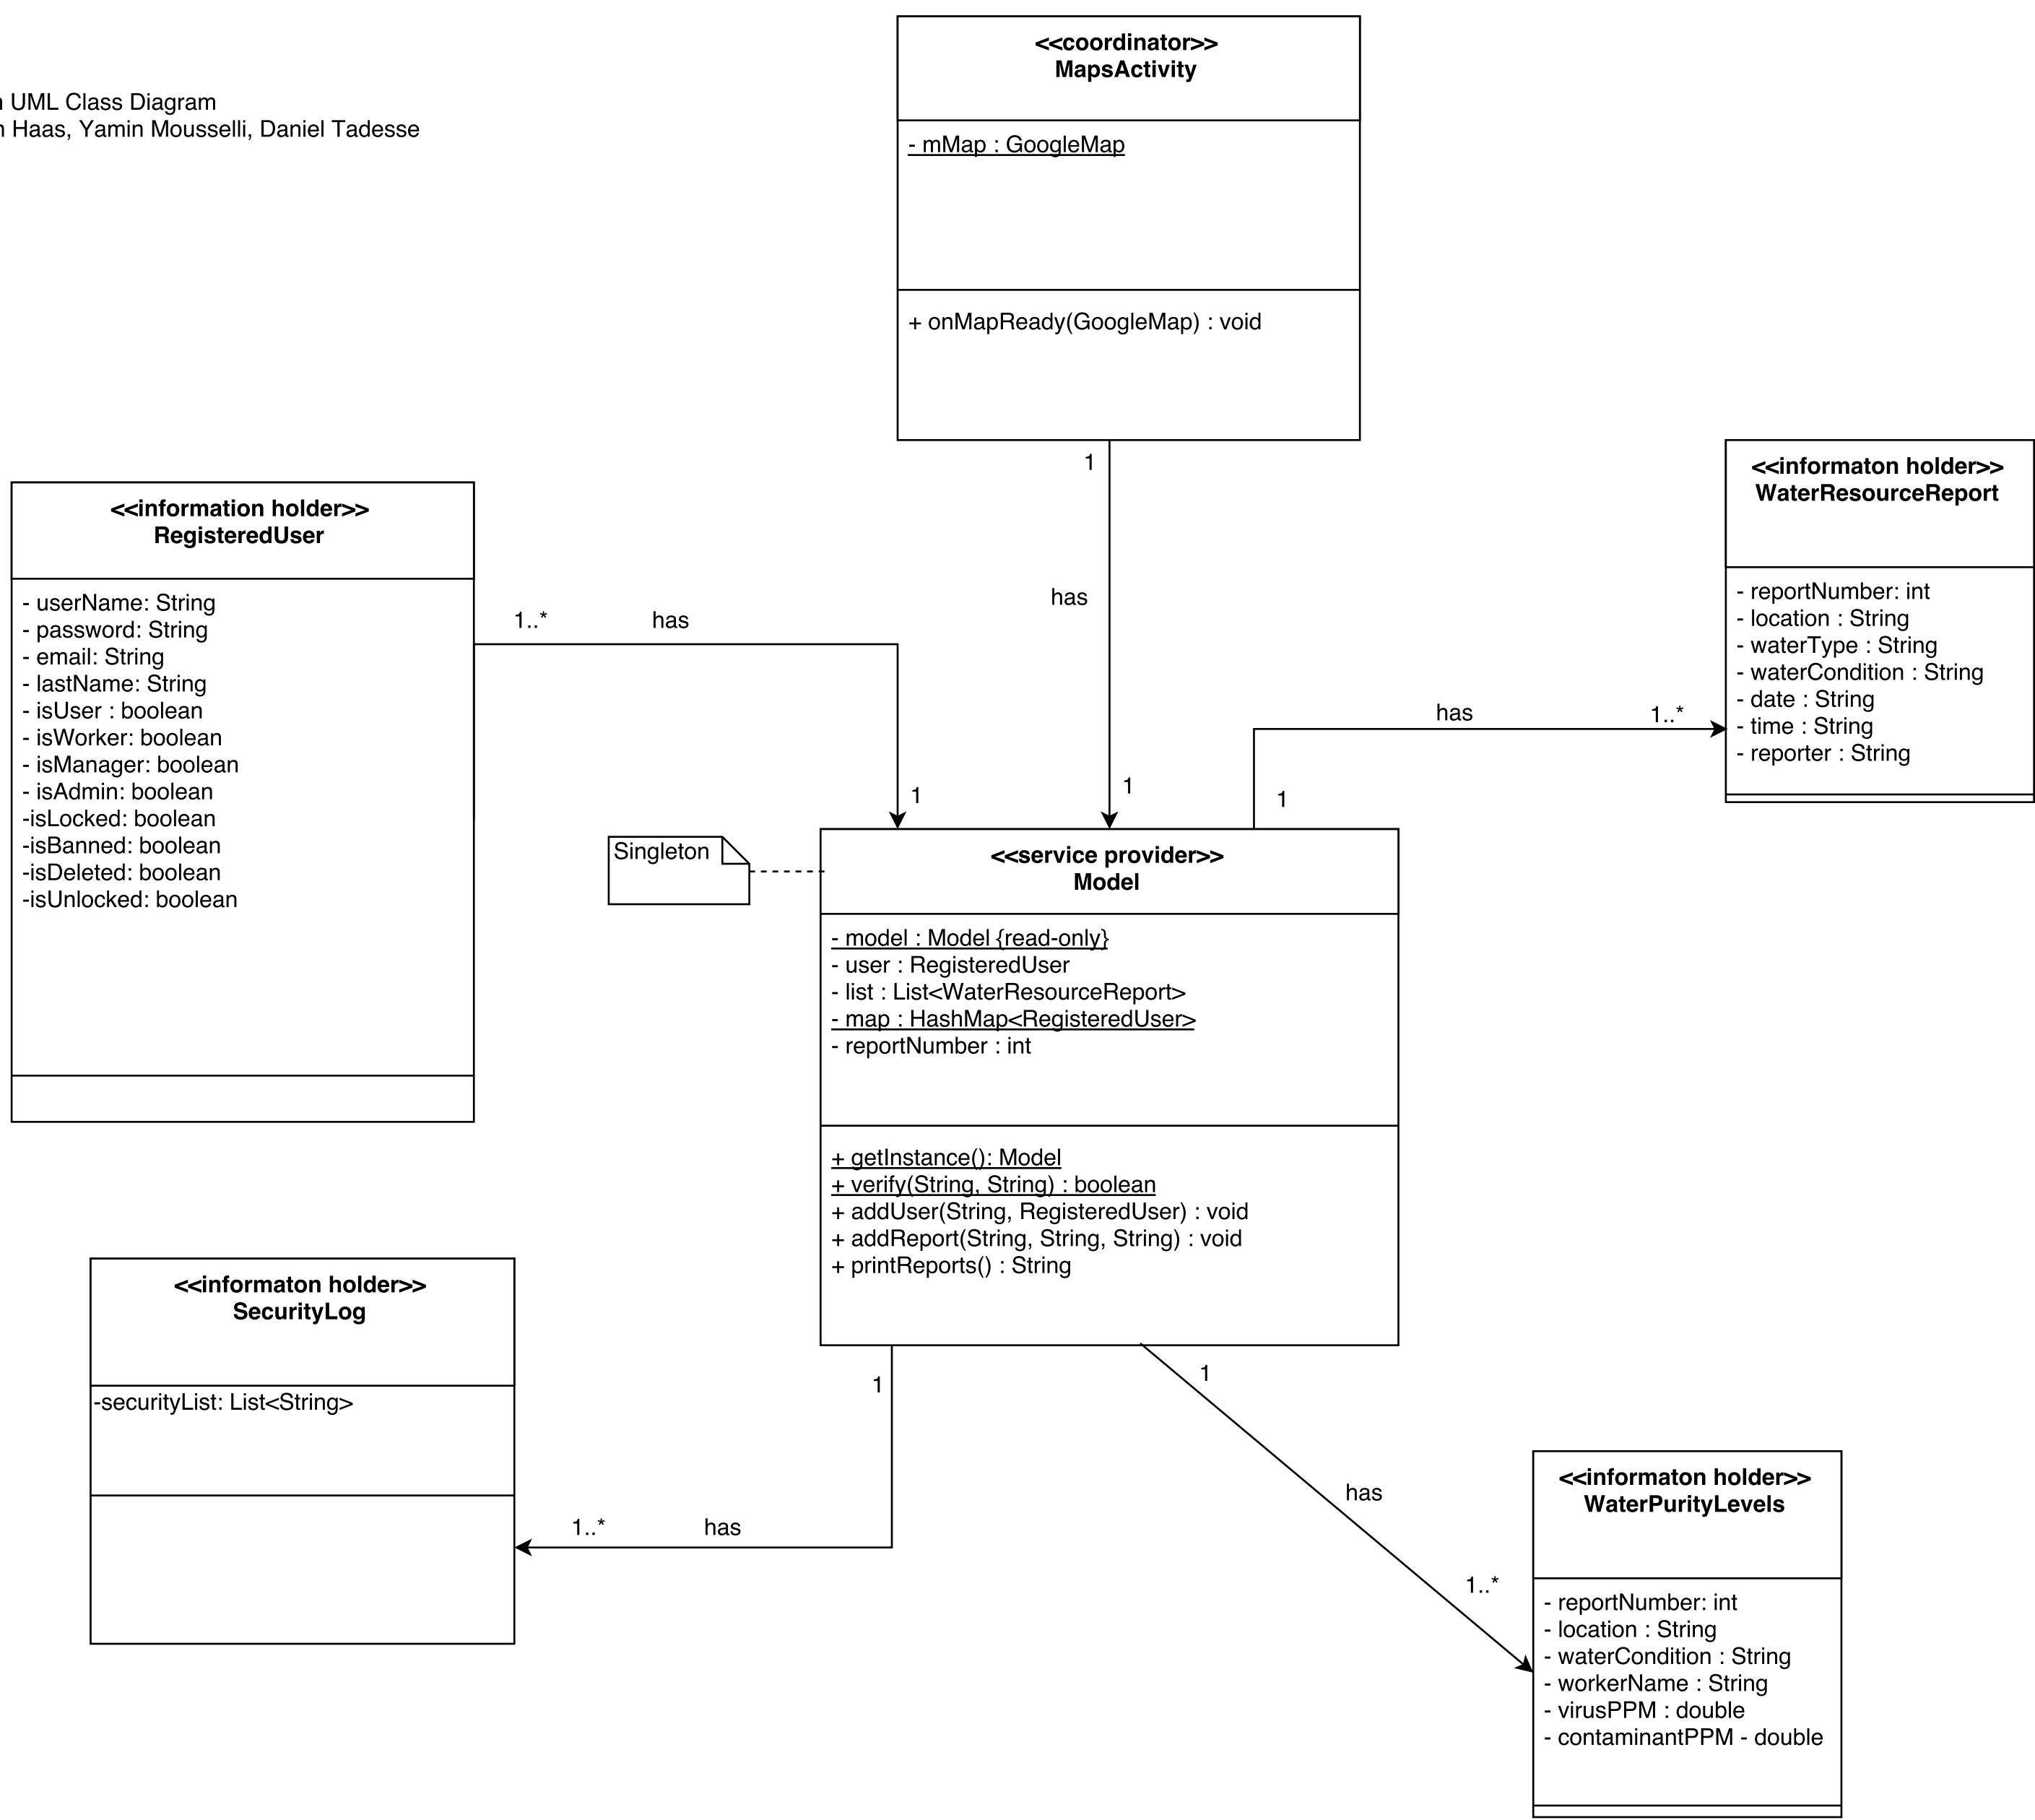 UML Class Diagram
Haas, Yamin Mousselli, Daniel Tadesse
<<coordinator>>
MapsActivity
- mMap : GoogleMap
+ onMapReady(GoogleMap) : void
1
has
1
<<information holder>>
RegisteredUser
- userName: String
- password: String
- email: String
- lastName: String
- isUser : boolean
- isWorker: boolean
- isManager: boolean
- isAdmin: boolean
-isLocked: boolean
-isBanned: boolean
-isDeleted: boolean
-isUnlocked: boolean
1..*
has
1
<<informaton holder>>
WaterResourceReport
- reportNumber: int
- location : String
- waterType : String
- waterCondition : String
- date : String
- time : String
- reporter : String
has
1..*
1
Singleton
<<service provider>>
Model
- model : Model {read-only}
- user : RegisteredUser
- list : List<WaterResourceReport>
- map : HashMap<RegisteredUser>
- reportNumber : int
+ getInstance(): Model
+ verify(String, String) : boolean
+ addUser(String, RegisteredUser) : void
+ addReport(String, String, String) : void
+ printReports() : String
<<informaton holder>>
SecurityLog
-securityList: List<String>
1
1..*
has
1
has
1..*
<<informaton holder>>
WaterPurityLevels
- reportNumber: int
- location : String
- waterCondition : String
- workerName : String
- virusPPM : double
- contaminantPPM - double